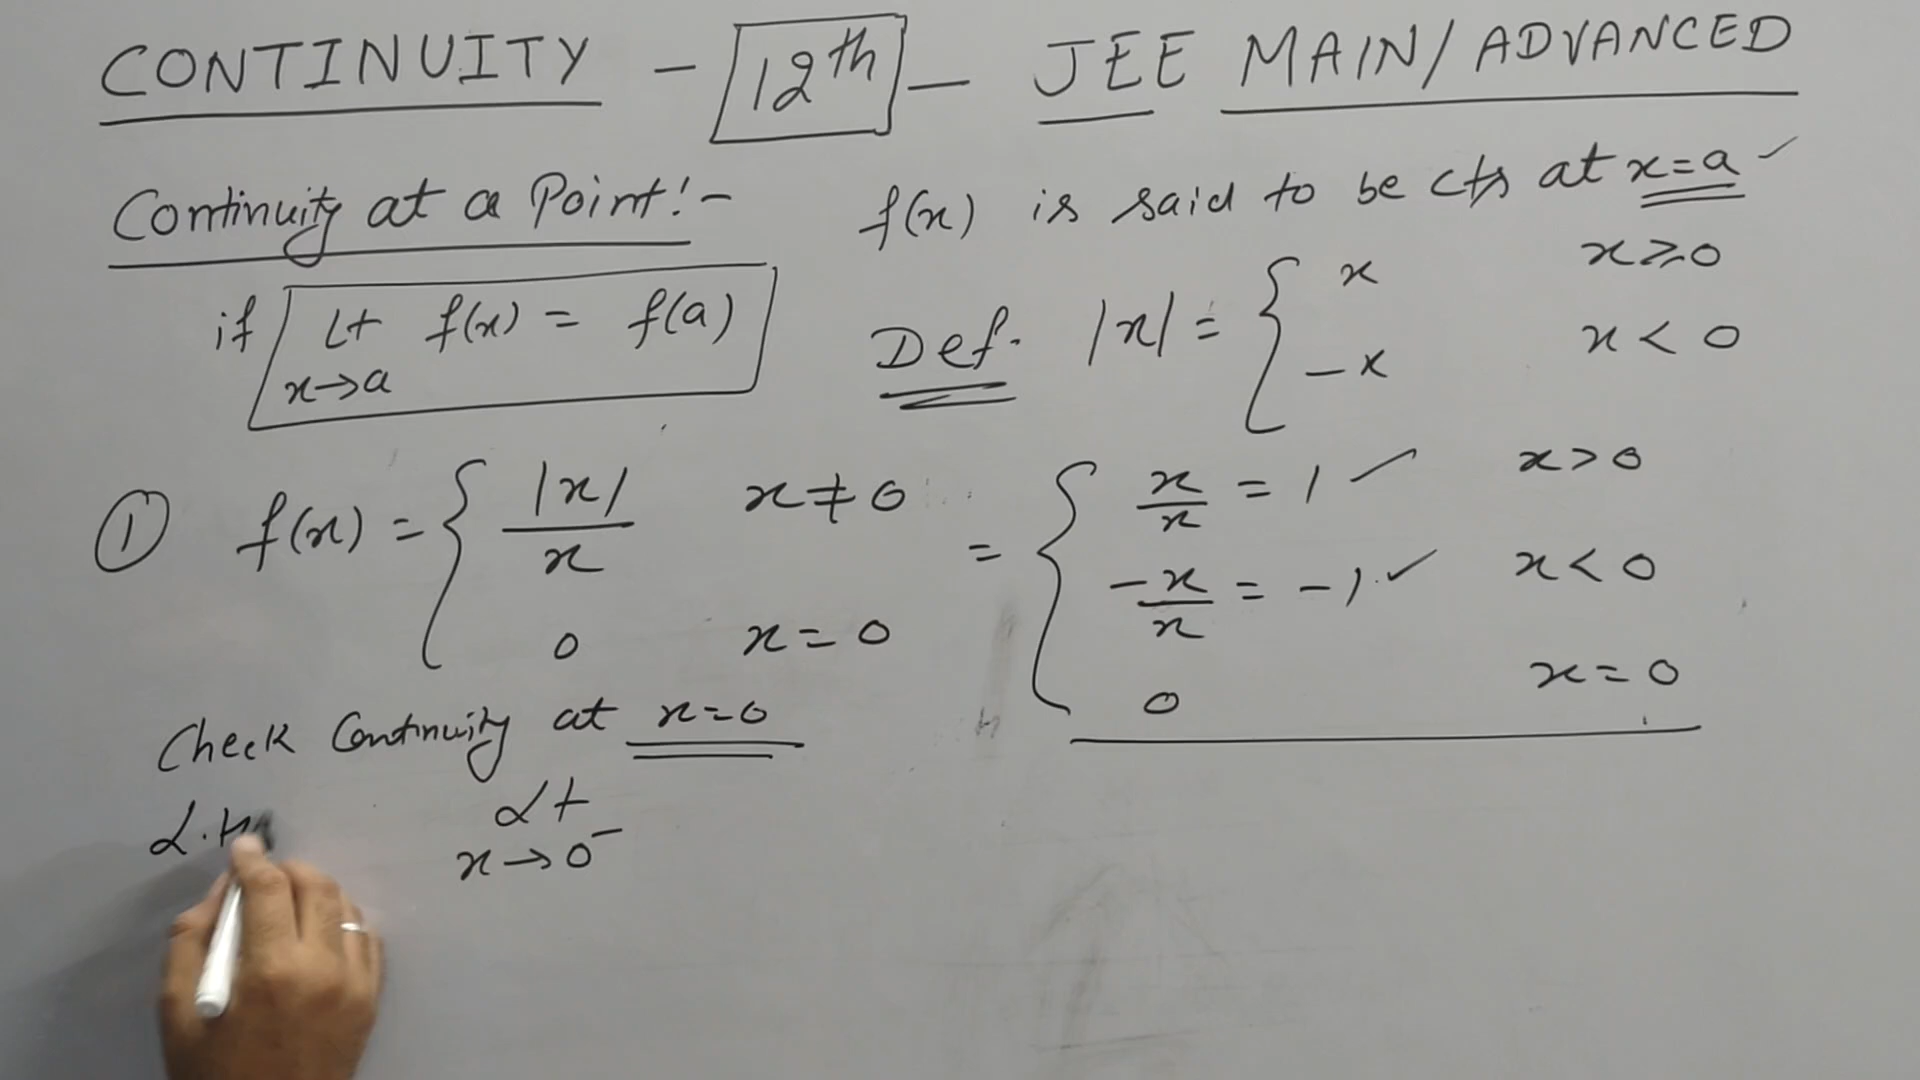 CONTINUITY - 12th - JEE MAIN/ADVANCED
Continuity at a Point!- f(x) is said to be cts at x=a ✓
if Lt f(x) = f(a)
x→a
Def. |x| = { x x≥0
-x x<0
① f(x) = { |x|/x x≠0
0 x=0
= { x/x = 1 ✓ x>0
-x/x = -1 ✓ x<0
0 x=0
Check Continuity at x=0
L.H Lt
x→0⁻